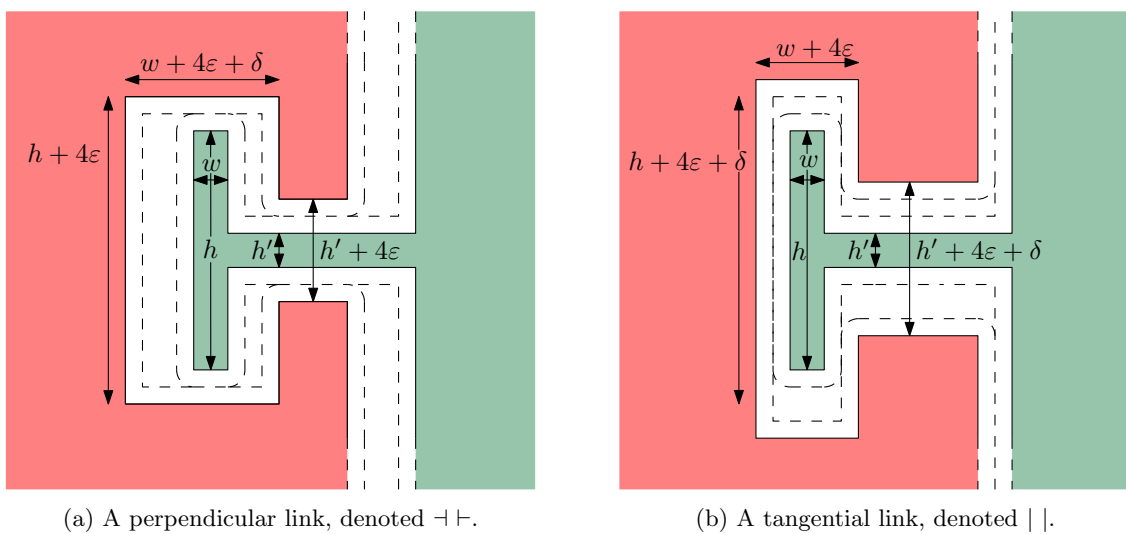 w + 4ε + δ
h + 4ε
w
h
h′
h′ + 4ε
(a) A perpendicular link, denoted ⊣⊢.
w + 4ε
h + 4ε + δ
w
h
h′
h′ + 4ε + δ
(b) A tangential link, denoted | |.